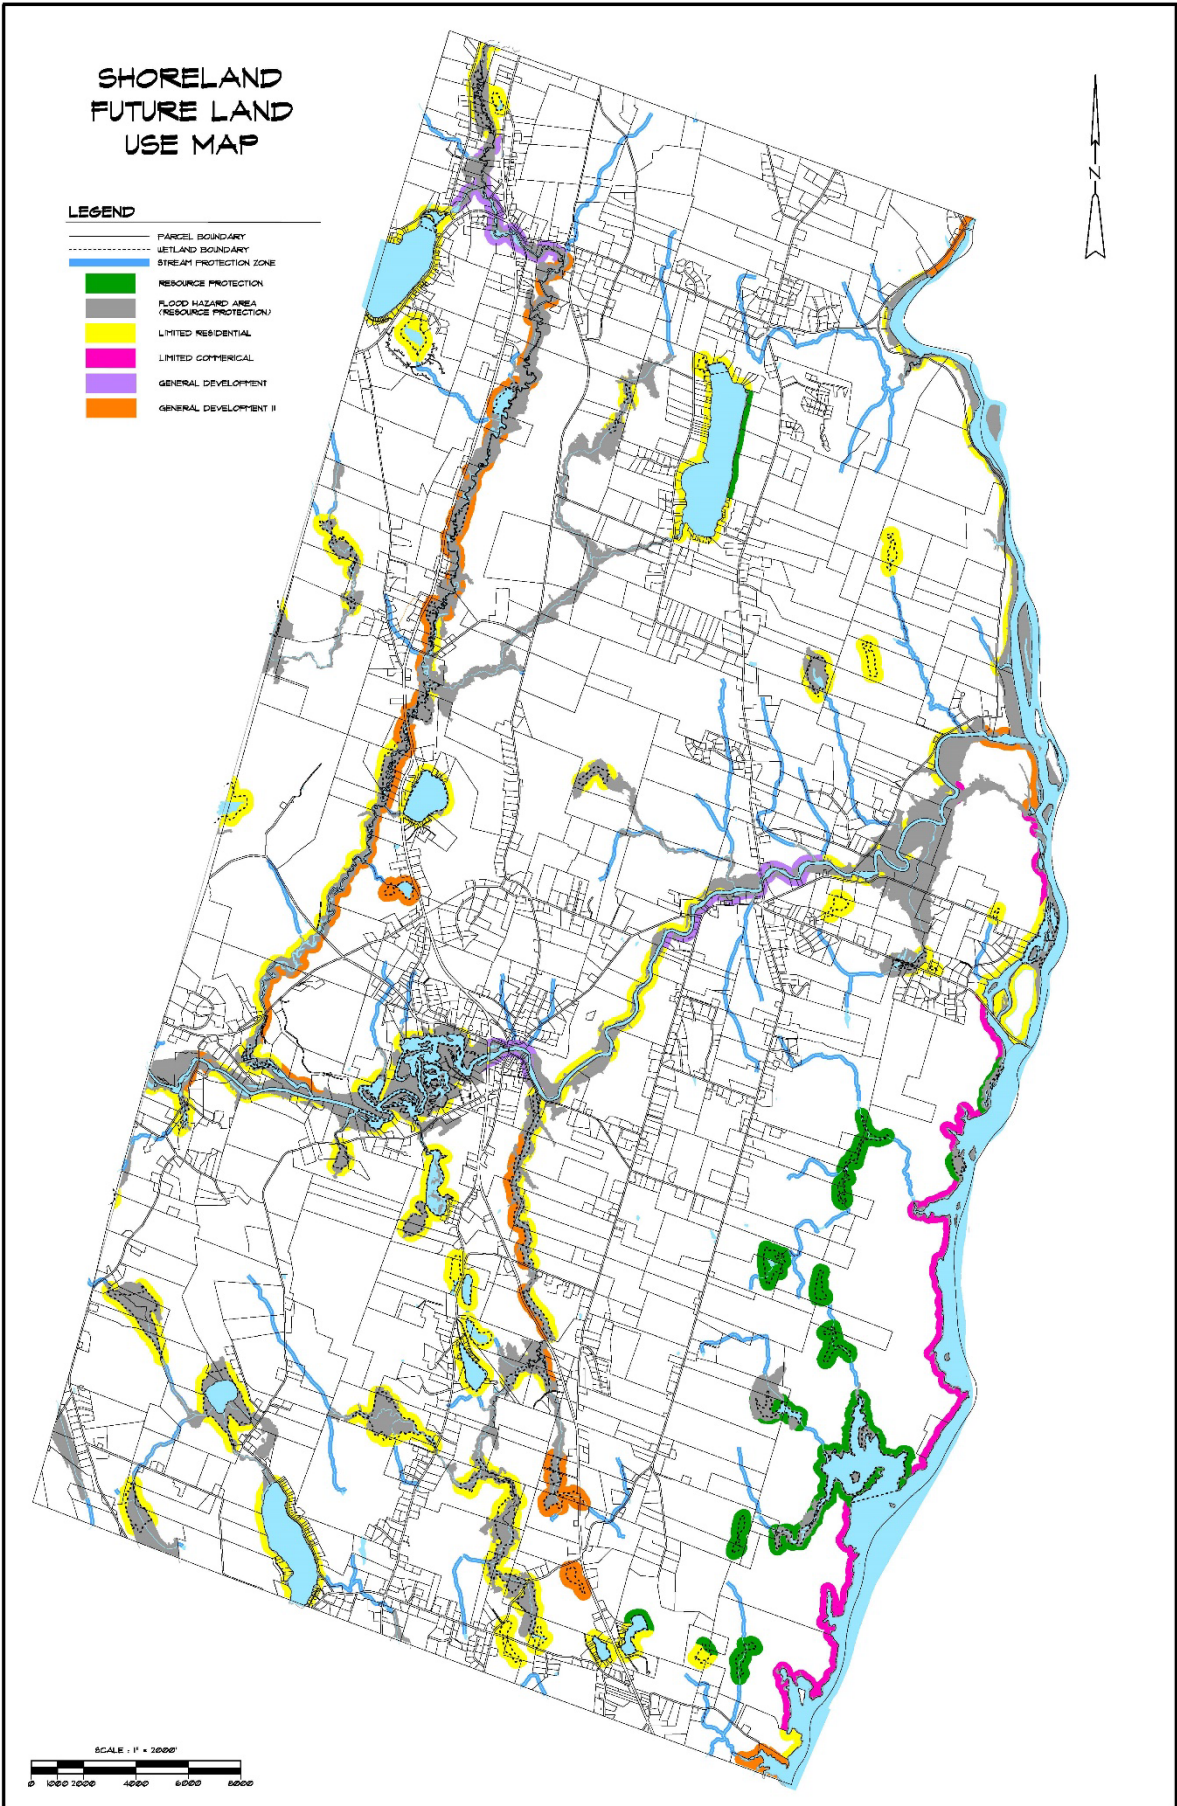 SHORELAND
FUTURE LAND
USE MAP
LEGEND
PARCEL BOUNDARY
WETLAND BOUNDARY
STREAM PROTECTION ZONE
RESOURCE PROTECTION
FLOOD HAZARD AREA
(RESOURCE PROTECTION)
LIMITED RESIDENTIAL
LIMITED COMMERICAL
GENERAL DEVELOPMENT
GENERAL DEVELOPMENT II
N
SCALE : 1" = 2000'
0 1000 2000 4000 6000 8000